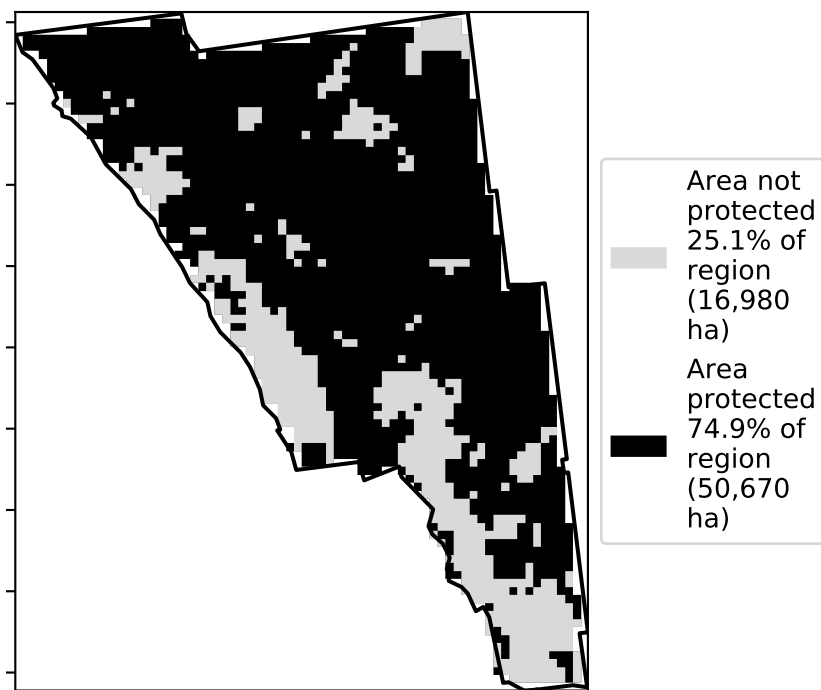 Area not
protected
25.1% of
region
(16,980
ha)
Area
protected
74.9% of
region
(50,670
ha)